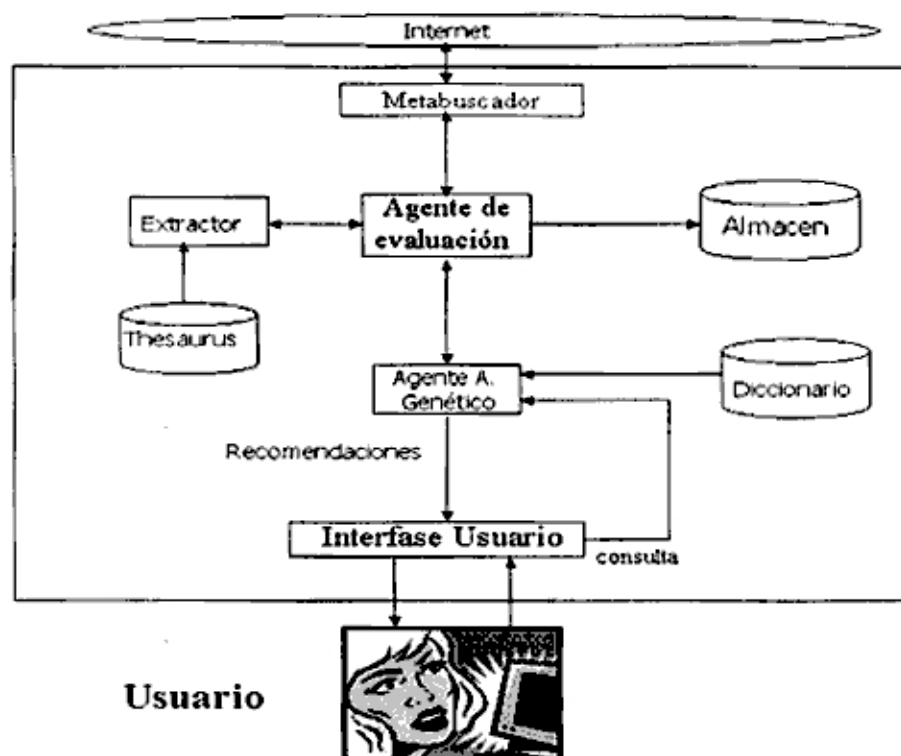 Internet
Metabuscador
Extractor
Agente de
evaluación
Almacen
Thesaurus
Agente A.
Genético
Diccionario
Recomendaciones
Interfase Usuario
consulta
Usuario